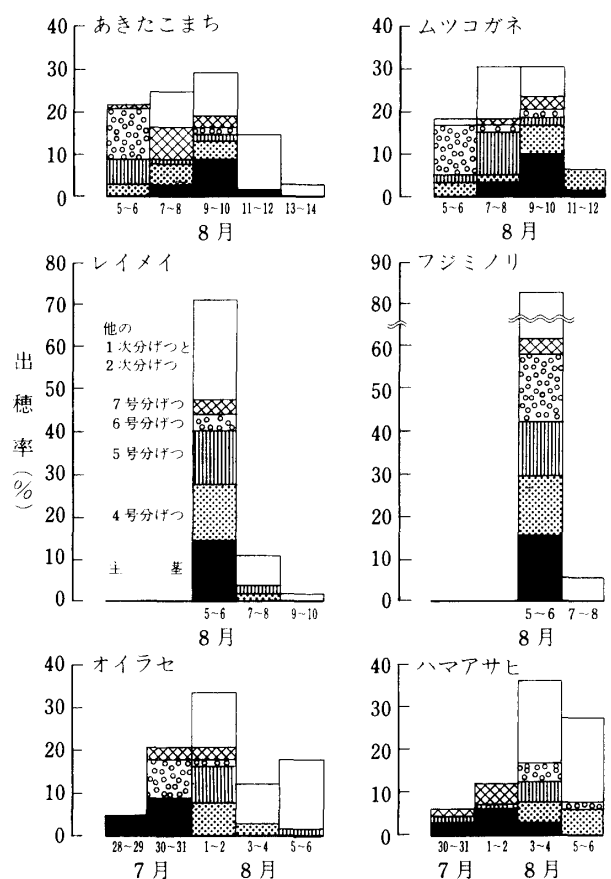 あきたこまち
40
30
20
10
0
5~6 7~8 9~10 11~12 13~14
8月
ムツコガネ
40
30
20
10
0
5~6 7~8 9~10 11~12
8月
出穂率(%)
レイメイ
80
70
60
50
40
30
20
10
0
他の
1次分げつと
2次分げつ
7号分げつ
6号分げつ
5号分げつ
4号分げつ
主 茎
5~6 7~8 9~10
8月
フジミノリ
90
80
60
50
40
30
20
10
0
5~6 7~8
8月
オイラセ
40
30
20
10
0
28~29 30~31 1~2 3~4 5~6
7月 8月
ハマアサヒ
40
30
20
10
0
30~31 1~2 3~4 5~6
7月 8月